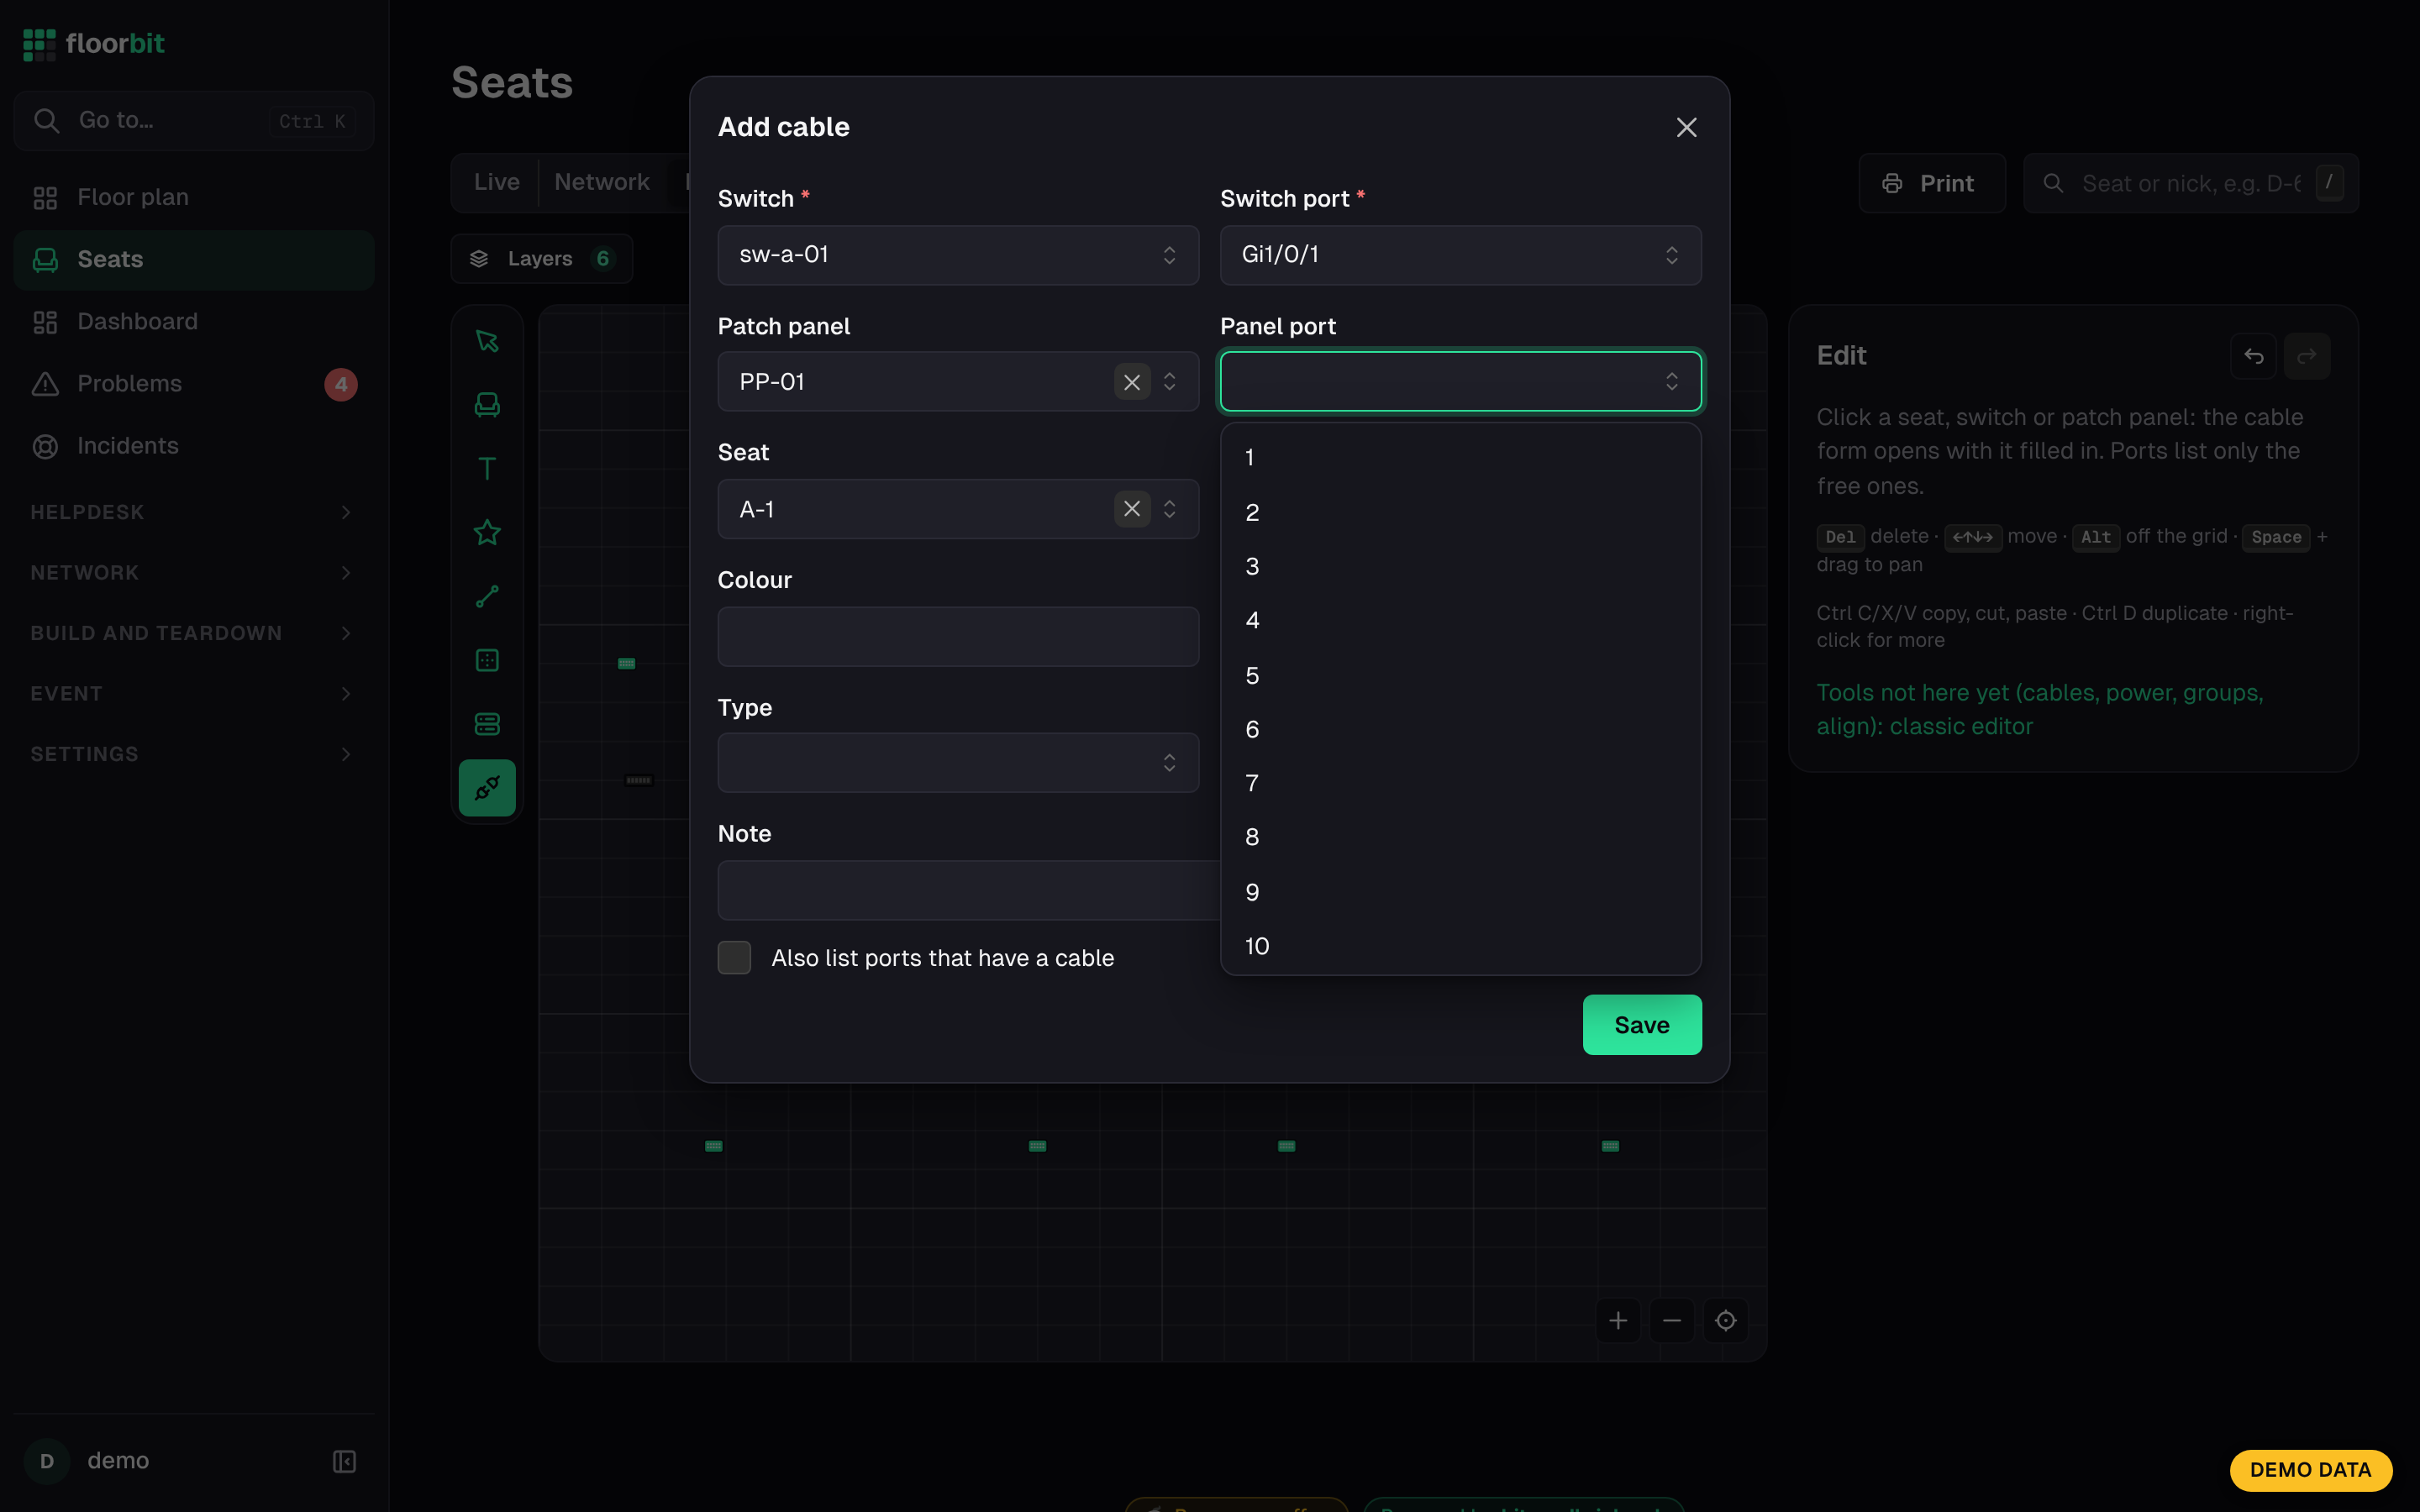 floorbit
Go to...
Ctrl K
Floor plan
Seats
Dashboard
Problems
4
Incidents
HELPDESK
NETWORK
BUILD AND TEARDOWN
EVENT
SETTINGS
D
demo
Seats
Live
Network
Print
Seat or nick, e.g. D-6
/
Layers
6
Add cable
Switch *
sw-a-01
Switch port *
Gi1/0/1
Patch panel
PP-01
Panel port
1
2
3
4
5
6
7
8
9
10
Seat
A-1
Colour
Type
Note
Also list ports that have a cable
Save
Edit
Click a seat, switch or patch panel: the cable
form opens with it filled in. Ports list only the
free ones.
Del delete · ←↑↓→ move · Alt off the grid · Space +
drag to pan
Ctrl C/X/V copy, cut, paste · Ctrl D duplicate · right-
click for more
Tools not here yet (cables, power, groups,
align): classic editor
DEMO DATA